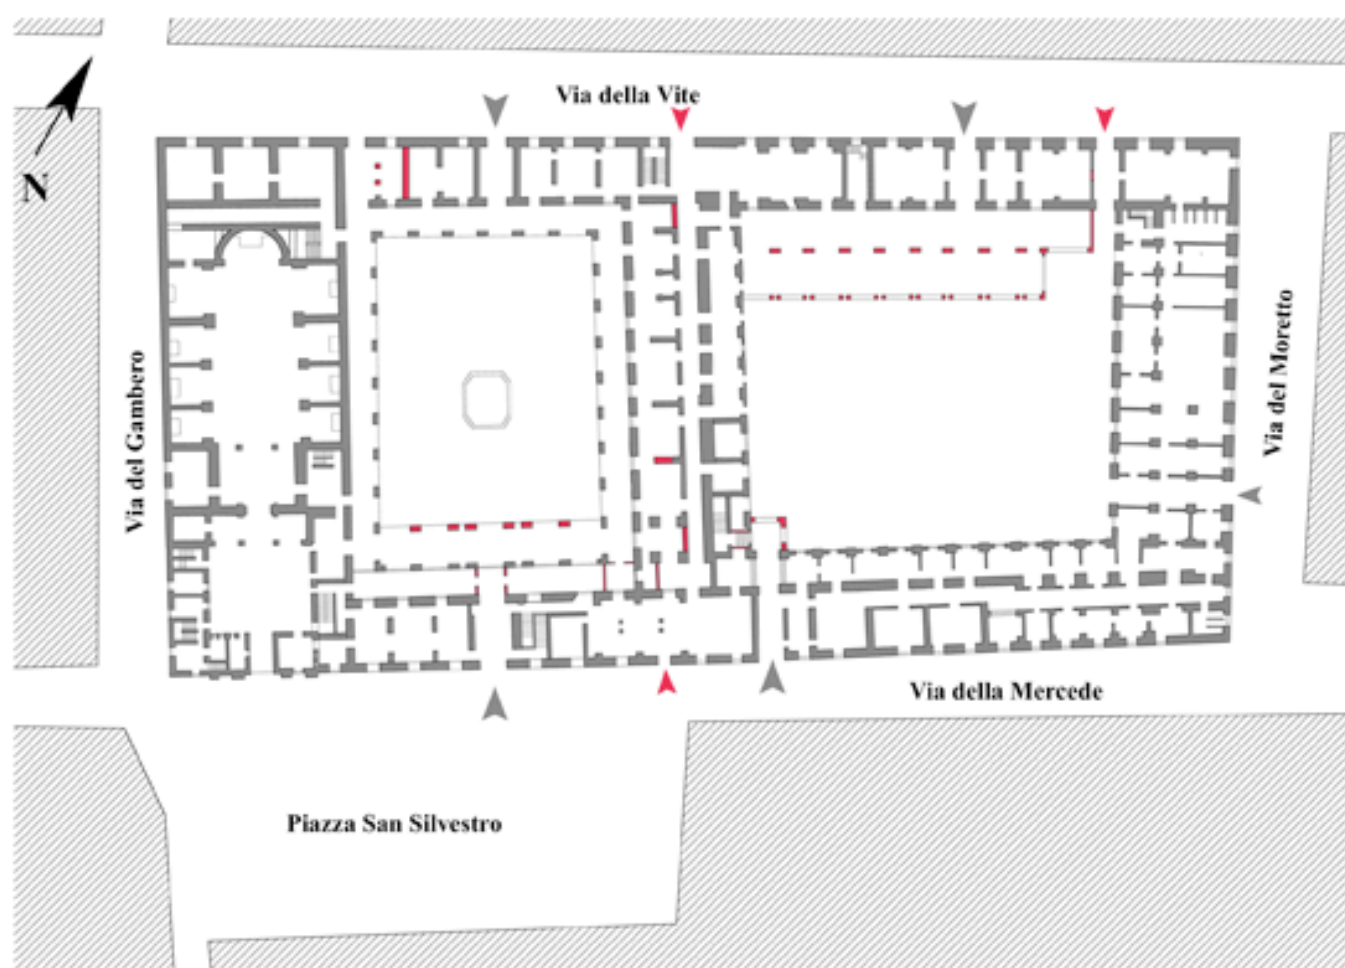 Via della Vite
N
Via del Gambero
Via del Moretto
Via della Mercede
Piazza San Silvestro